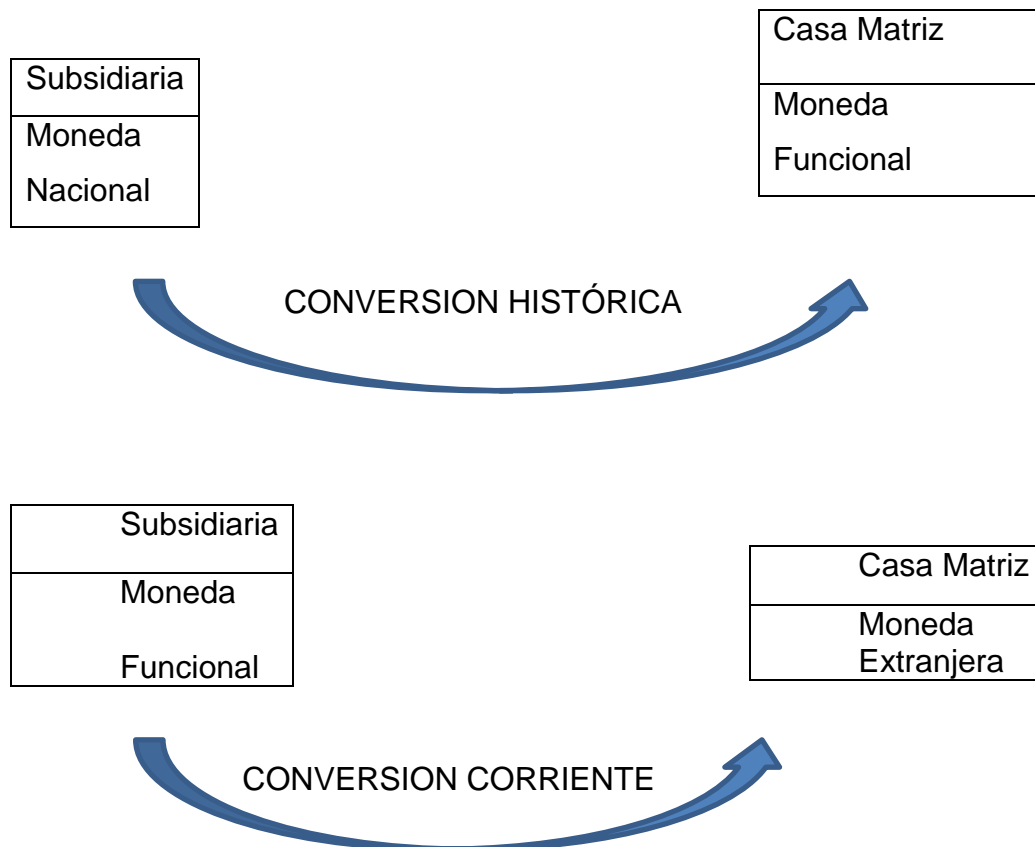 Casa Matriz
Subsidiaria
Moneda
Moneda
Funcional
Nacional
CONVERSION HISTÓRICA
Subsidiaria
Casa Matriz
Moneda
Moneda
Funcional
Extranjera
CONVERSION CORRIENTE